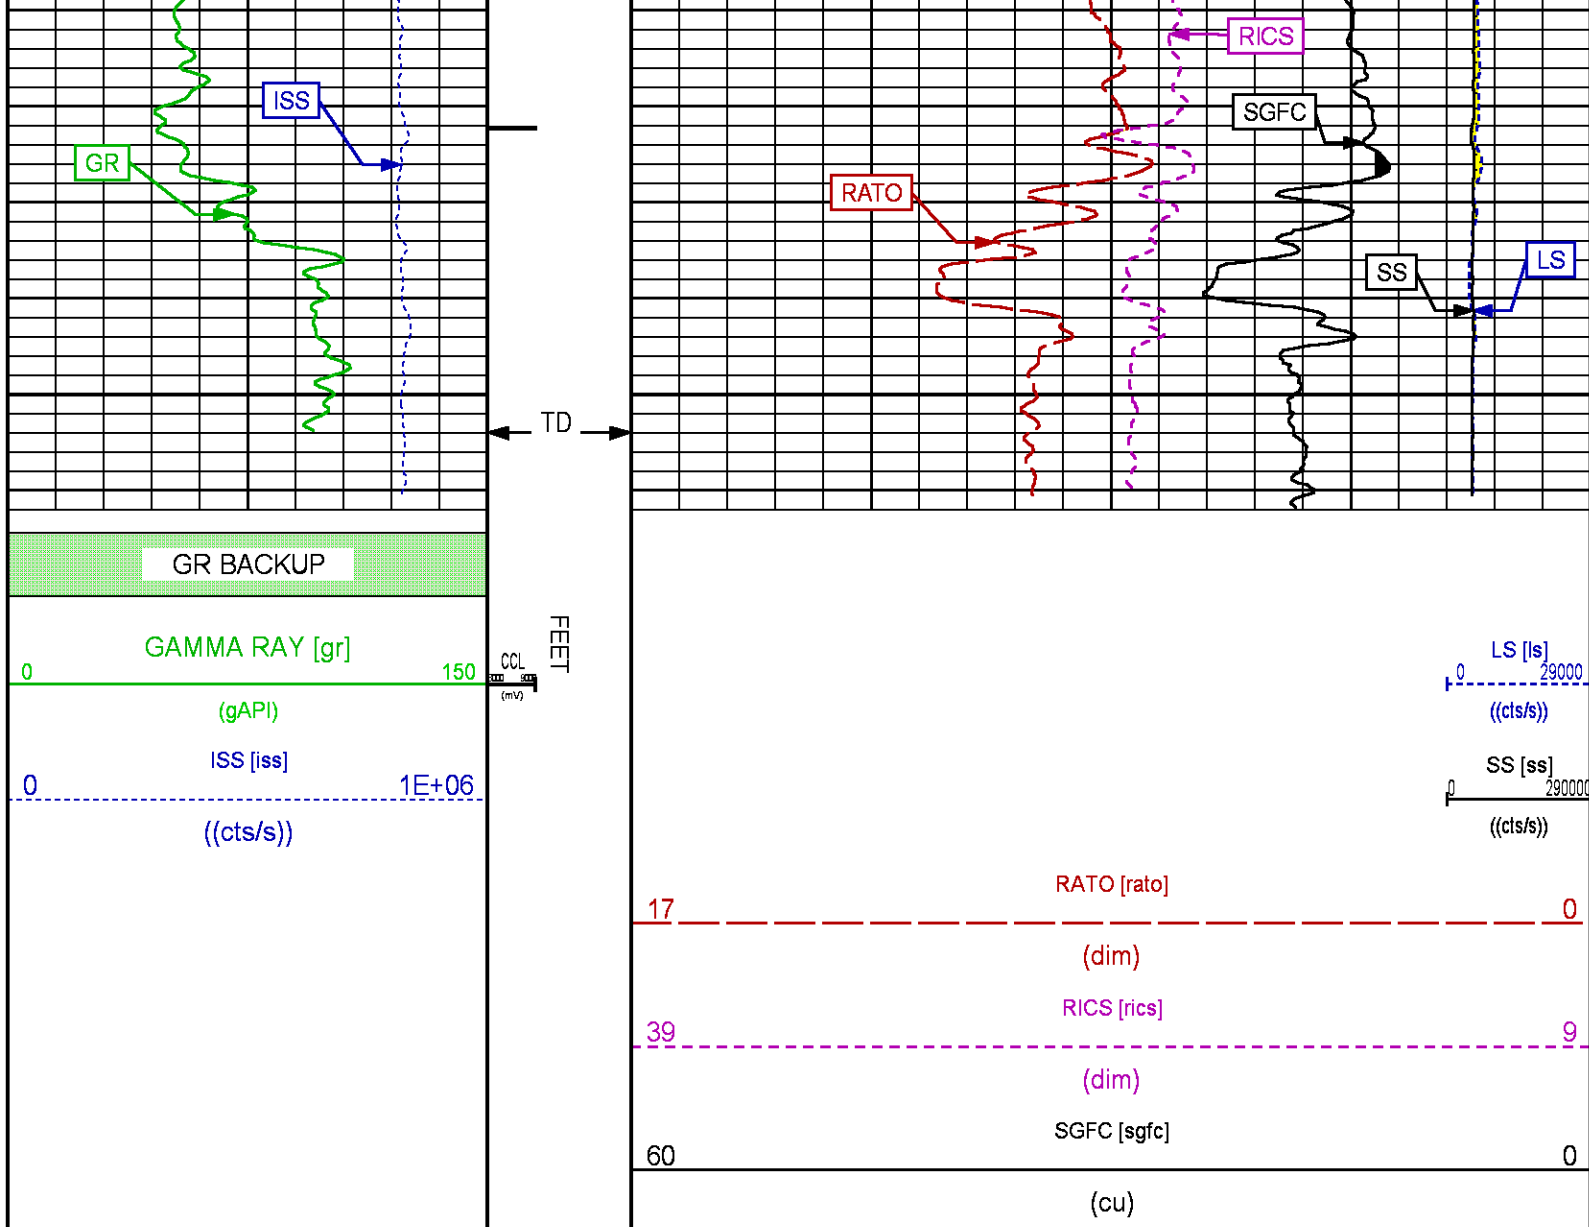 RICS
ISS
SGFC
GR
RATO
SS
LS
TD
GR BACKUP
FEET
GAMMA RAY [gr]
0 150
(gAPI)
CCL
(mV)
ISS [iss]
0 1E+06
((cts/s))
LS [ls]
0 29000
((cts/s))
SS [ss]
0 290000
((cts/s))
RATO [rato]
17 0
(dim)
RICS [rics]
39 9
(dim)
SGFC [sgfc]
60 0
(cu)